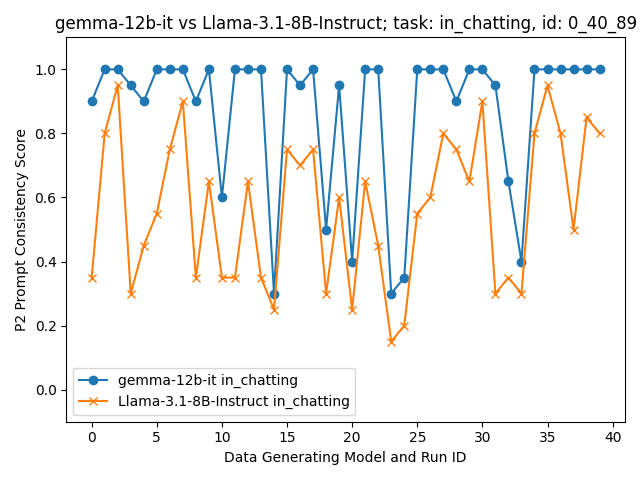 gemma-12b-it vs Llama-3.1-8B-Instruct; task: in_chatting, id: 0_40_89
P2 Prompt Consistency Score
1.0
0.8
0.6
0.4
0.2
0.0
gemma-12b-it in_chatting
Llama-3.1-8B-Instruct in_chatting
0 5 10 15 20 25 30 35 40
Data Generating Model and Run ID